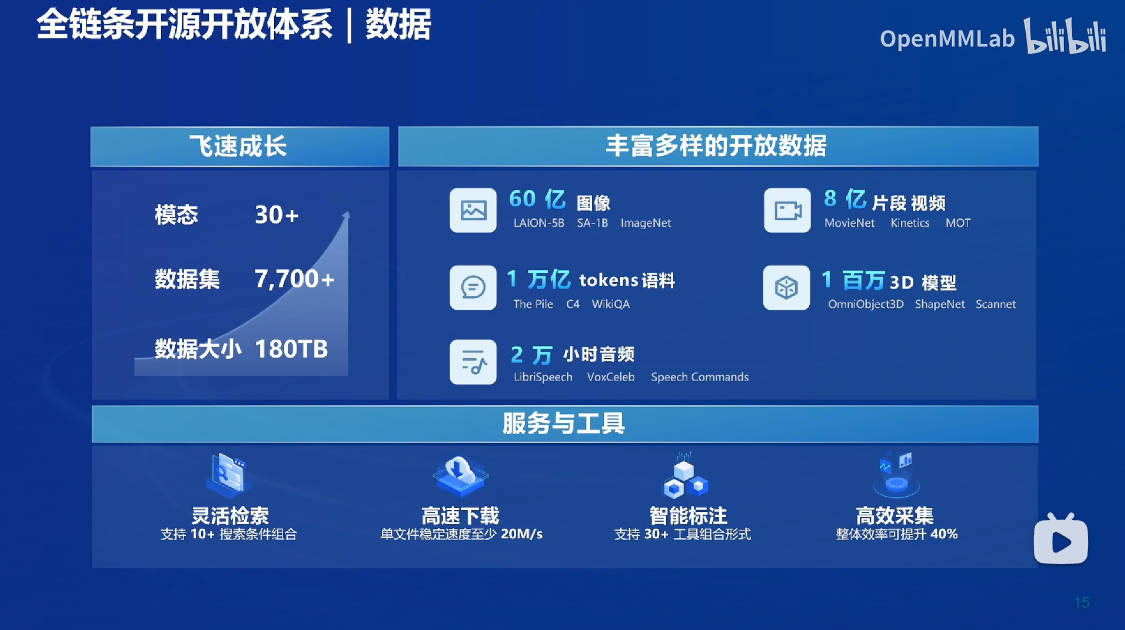 全链条开源开放体系｜数据
OpenMMLab bilibili
飞速成长
模态 30+
数据集 7,700+
数据大小 180TB
丰富多样的开放数据
60 亿 图像
LAION-5B SA-1B ImageNet
8 亿 片段 视频
MovieNet Kinetics MOT
1 万亿 tokens语料
The Pile C4 WikiQA
1 百万 3D 模型
OmniObject3D ShapeNet Scannet
2 万 小时音频
LibriSpeech VoxCeleb Speech Commands
服务与工具
灵活检索
支持 10+ 搜索条件组合
高速下载
单文件稳定速度至少 20M/s
智能标注
支持 30+ 工具组合形式
高效采集
整体效率可提升 40%
15